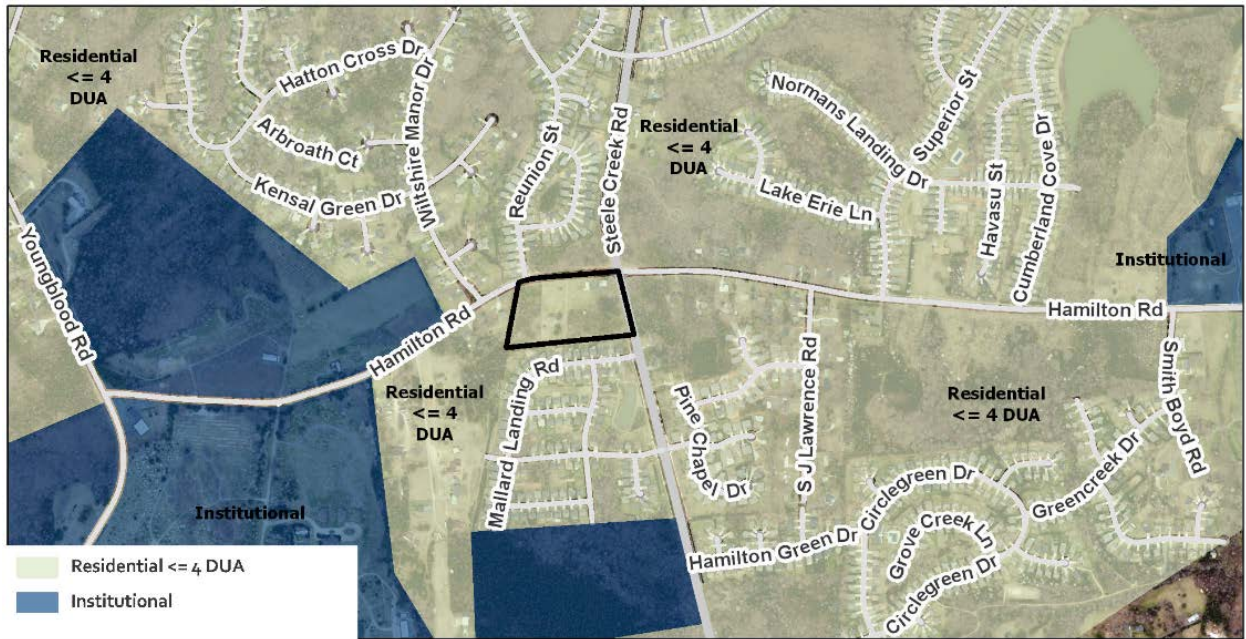 Residential
<= 4
DUA
Hatton Cross Dr
Wiltshire Manor Dr
Arbroath Ct
Kensal Green Dr
Reunion St
Steele Creek Rd
Residential
<= 4
DUA
Normans Landing Dr
Superior St
Lake Erie Ln
Havasu St
Cumberland Cove Dr
Institutional
Youngblood Rd
Hamilton Rd
Hamilton Rd
Residential
<= 4
DUA
Mallard Landing Rd
Pine Chapel Dr
S J Lawrence Rd
Residential
<= 4 DUA
Smith Boyd Rd
Greencreek Dr
Circlegreen Dr
Grove Creek Ln
Hamilton Green Dr
Circlegreen Dr
Institutional
Residential <= 4 DUA
Institutional